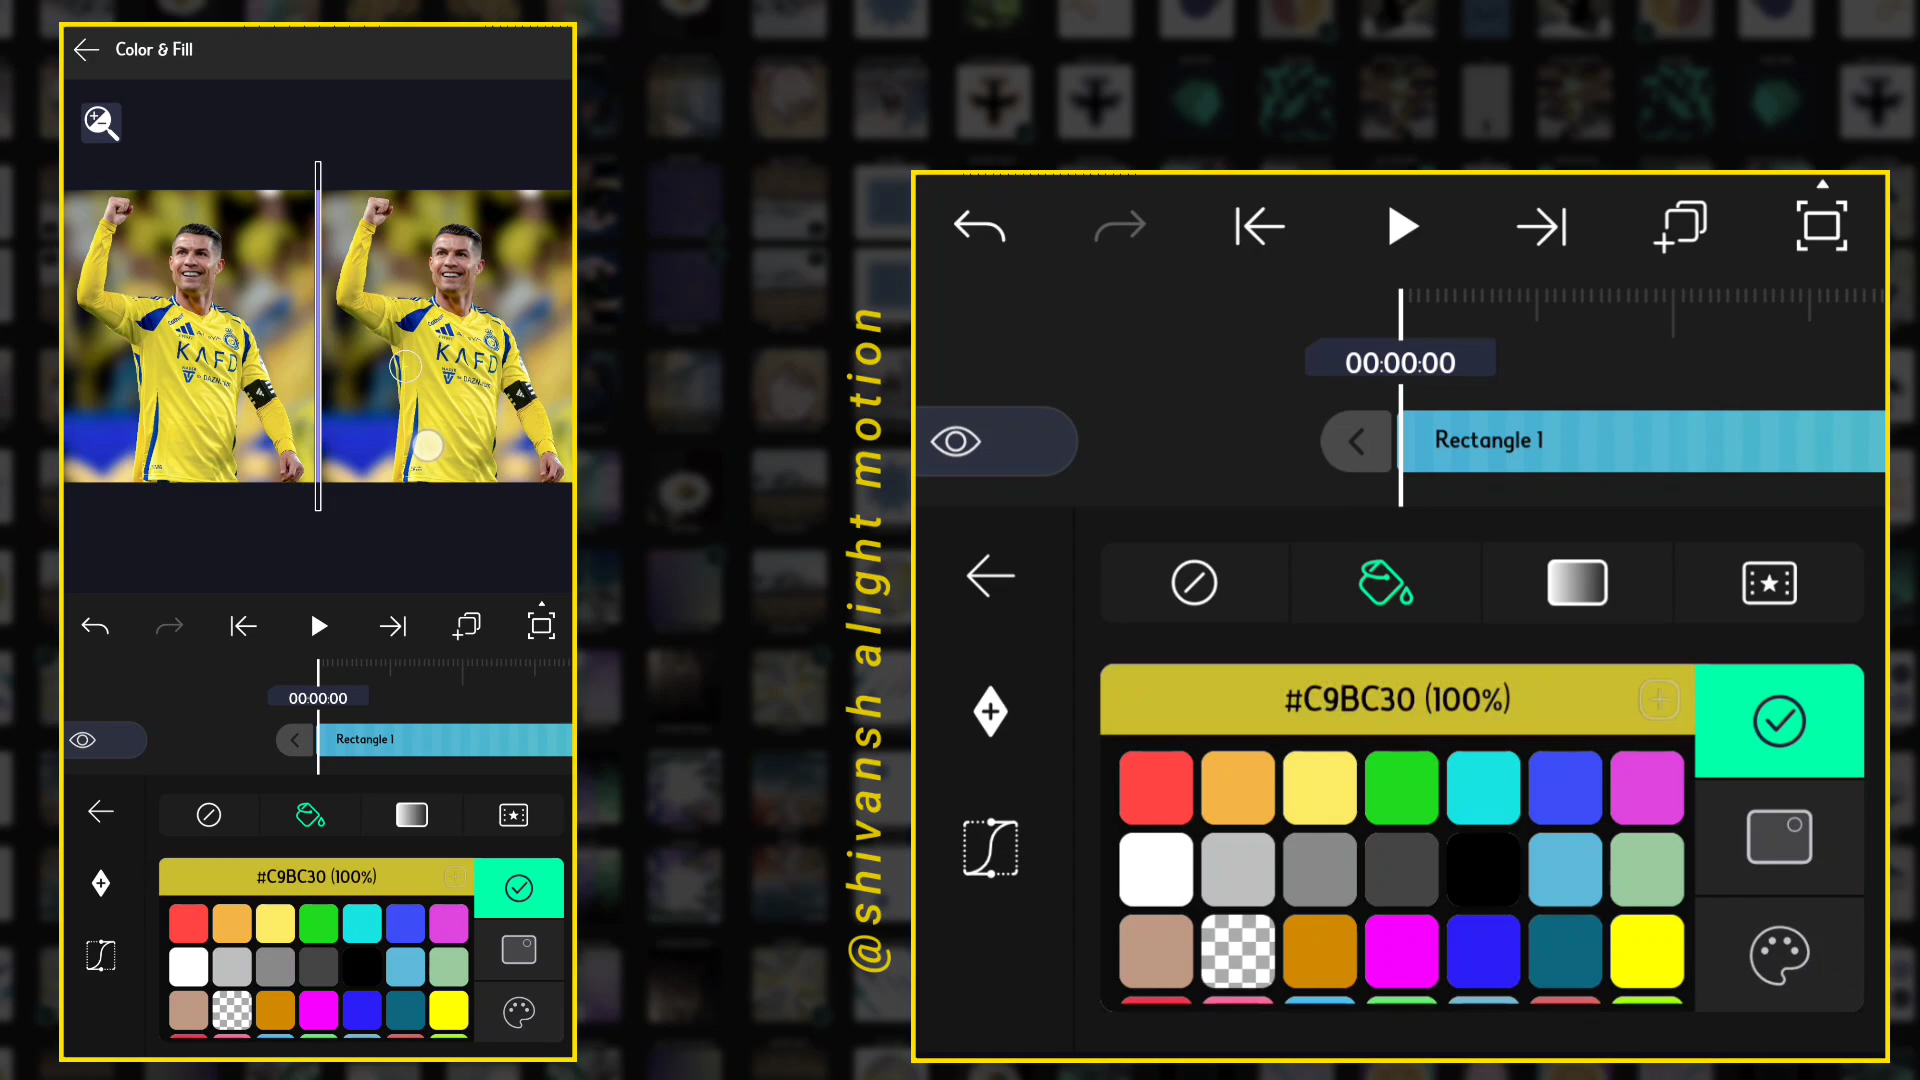 Color & Fill
KAFD
KAFD
00:00:00
Rectangle 1
#C9BC30 (100%)
@shivansh alight motion
00:00:00
Rectangle 1
#C9BC30 (100%)